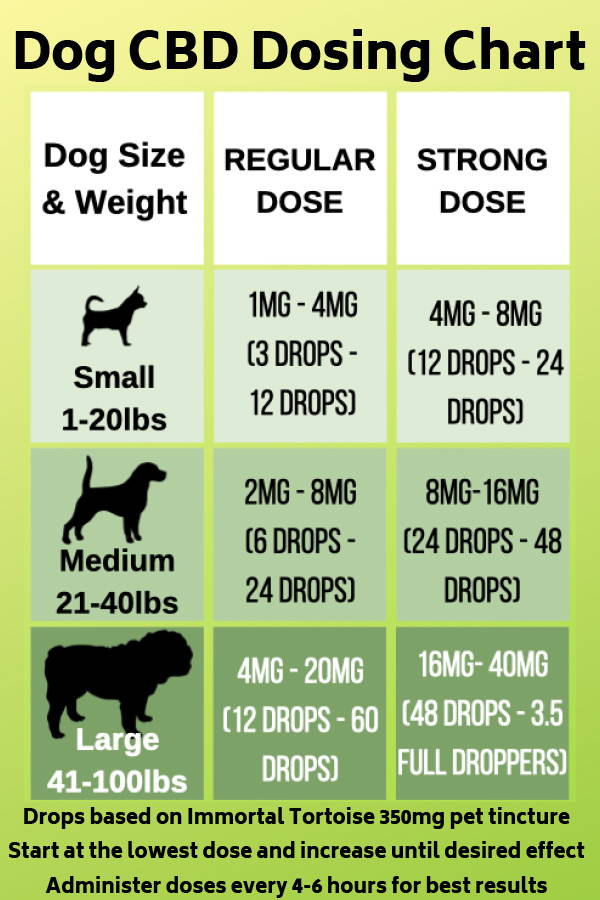 Dog CBD Dosing Chart
Dog Size
& Weight
REGULAR
DOSE
STRONG
DOSE
Small
1-20lbs
1MG - 4MG
(3 DROPS -
12 DROPS)
4MG - 8MG
(12 DROPS - 24
DROPS)
Medium
21-40lbs
2MG - 8MG
(6 DROPS -
24 DROPS)
8MG-16MG
(24 DROPS - 48
DROPS)
Large
41-100lbs
4MG - 20MG
(12 DROPS - 60
DROPS)
16MG- 40MG
(48 DROPS - 3.5
FULL DROPPERS)
Drops based on Immortal Tortoise 350mg pet tincture
Start at the lowest dose and increase until desired effect
Administer doses every 4-6 hours for best results